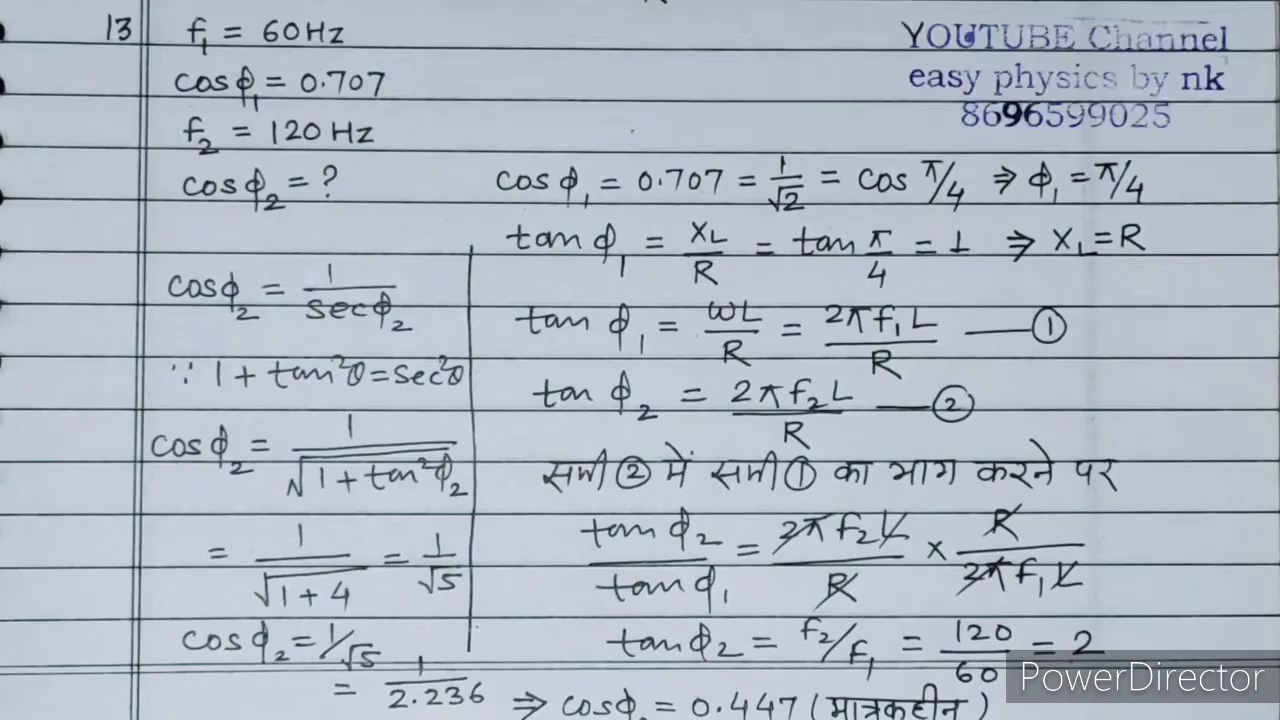 13 f₁ = 60Hz
cosϕ₁ = 0.707
f₂ = 120 Hz
cosϕ₂ = ?
YOUTUBE Channel
easy physics by nk
8696599025
cosϕ₁ = 0.707 = 1/√2 = cos π/4 ⇒ ϕ₁ = π/4
tanϕ₁ = XL/R = tan π/4 = 1 ⇒ XL = R
tanϕ₁ = ωL/R = 2πf₁L/R —— ①
tanϕ₂ = 2πf₂L/R —— ②
समी ② में समी ① का भाग करने पर
tanϕ₂/tanϕ₁ = 2πf₂L/R × R/2πf₁L
tanϕ₂ = f₂/f₁ = 120/60 = 2
cosϕ₂ = 1/secϕ₂
∵ 1 + tan²θ = sec²θ
cosϕ₂ = 1/√(1 + tan²ϕ₂)
= 1/√(1 + 4) = 1/√5
cosϕ₂ = 1/√5
= 1/2.236 ⇒ cosϕ₂ = 0.447 (मात्रकहीन)
PowerDirector